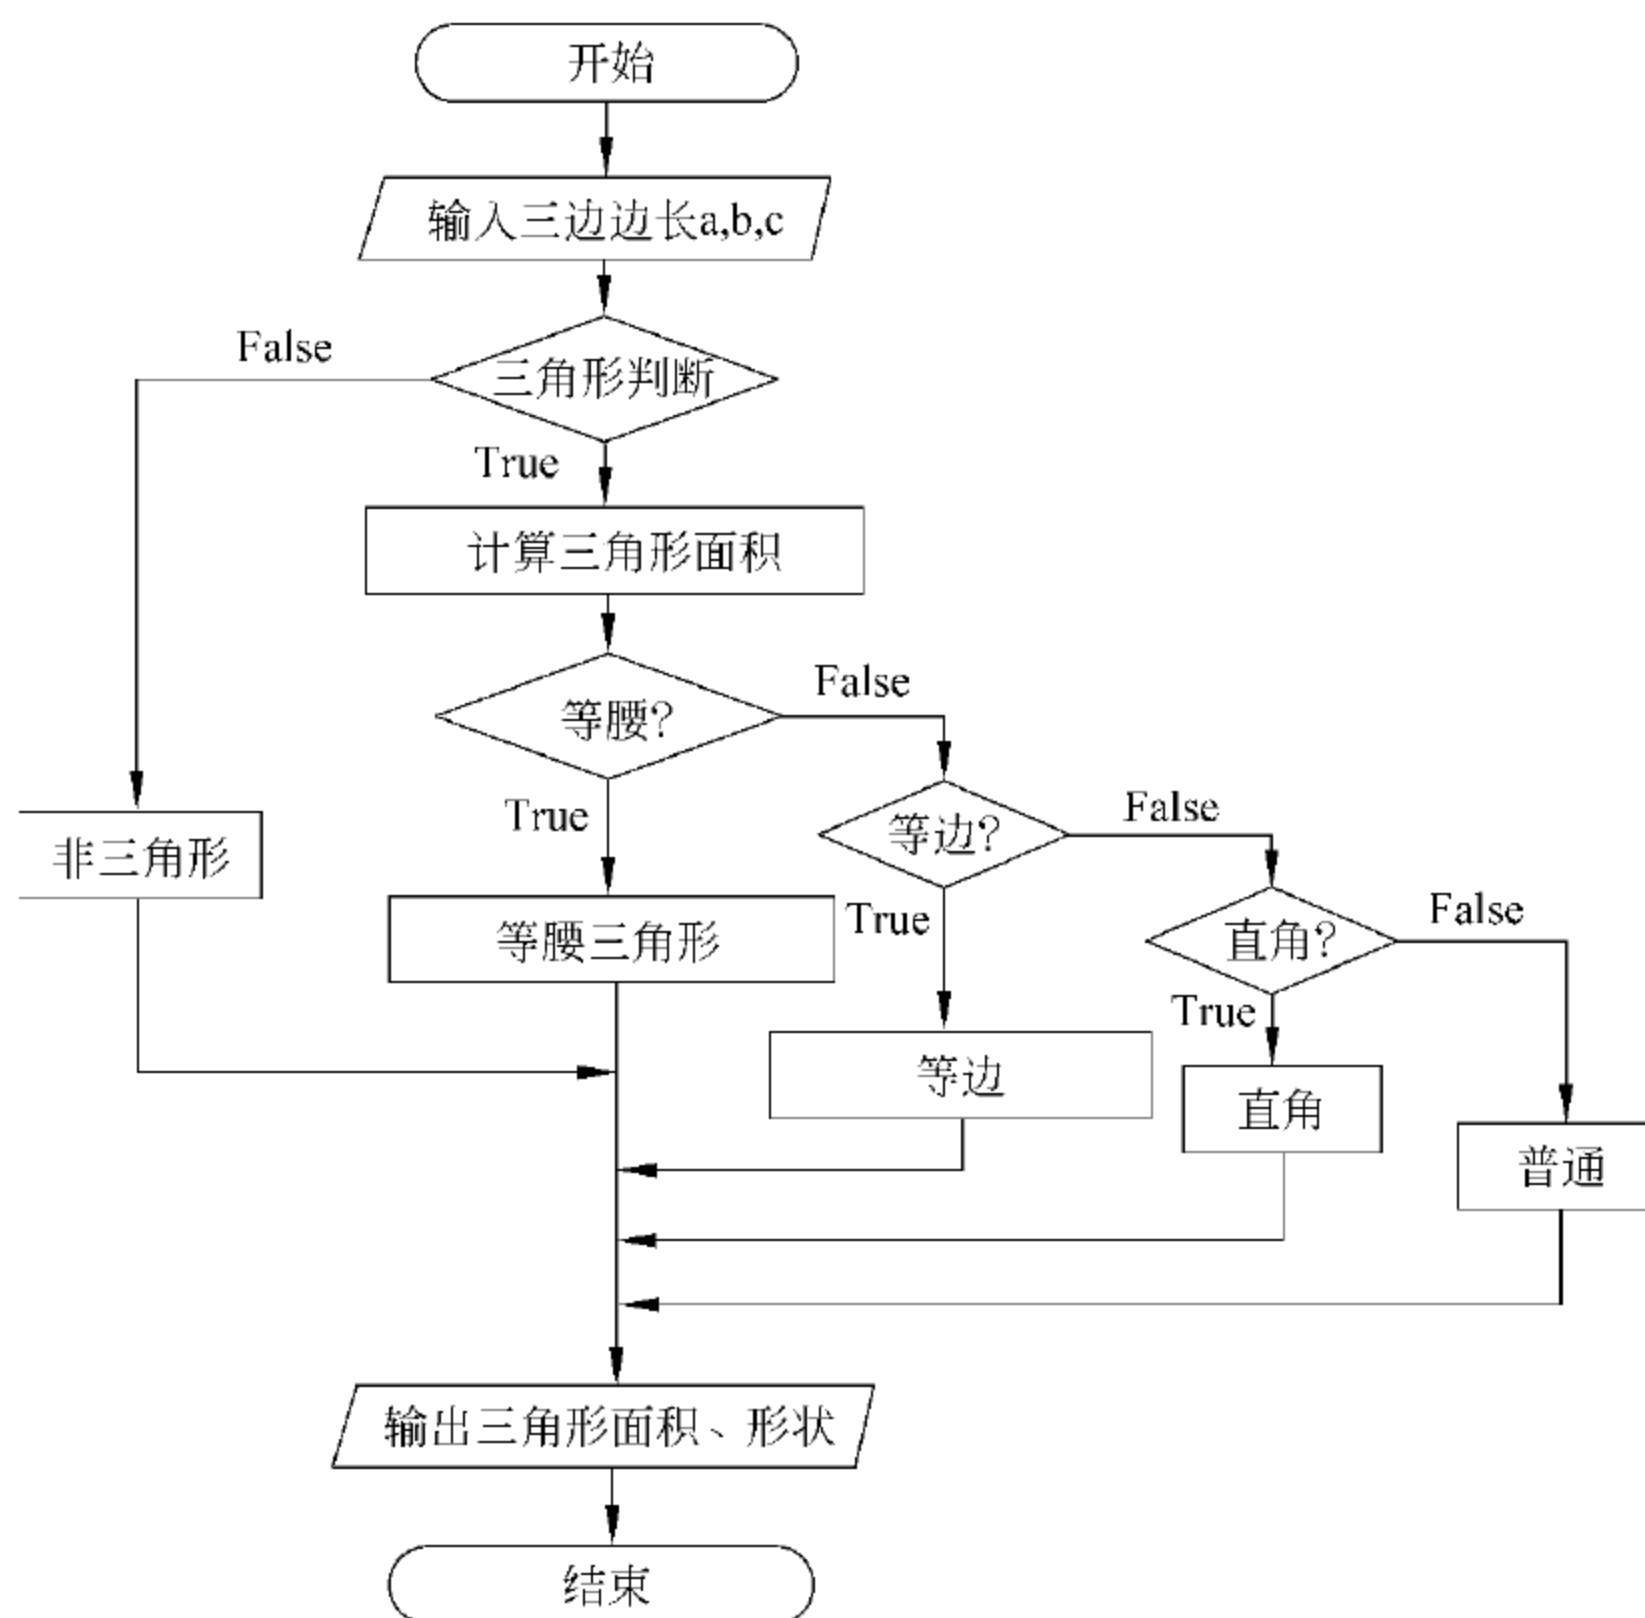 开始
输入三边边长a,b,c
False
三角形判断
True
计算三角形面积
False
等腰?
True
False
等边?
非三角形
True
False
等腰三角形
直角?
True
等边
直角
普通
输出三角形面积、形状
结束